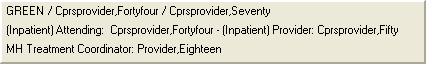 GREEN / Cprsprovider,Fortyfour / Cprsprovider,Seventy
(Inpatient) Attending:  Cprsprovider,Fortyfour - (Inpatient) Provider: Cprsprovider,Fifty
MH Treatment Coordinator: Provider,Eighteen